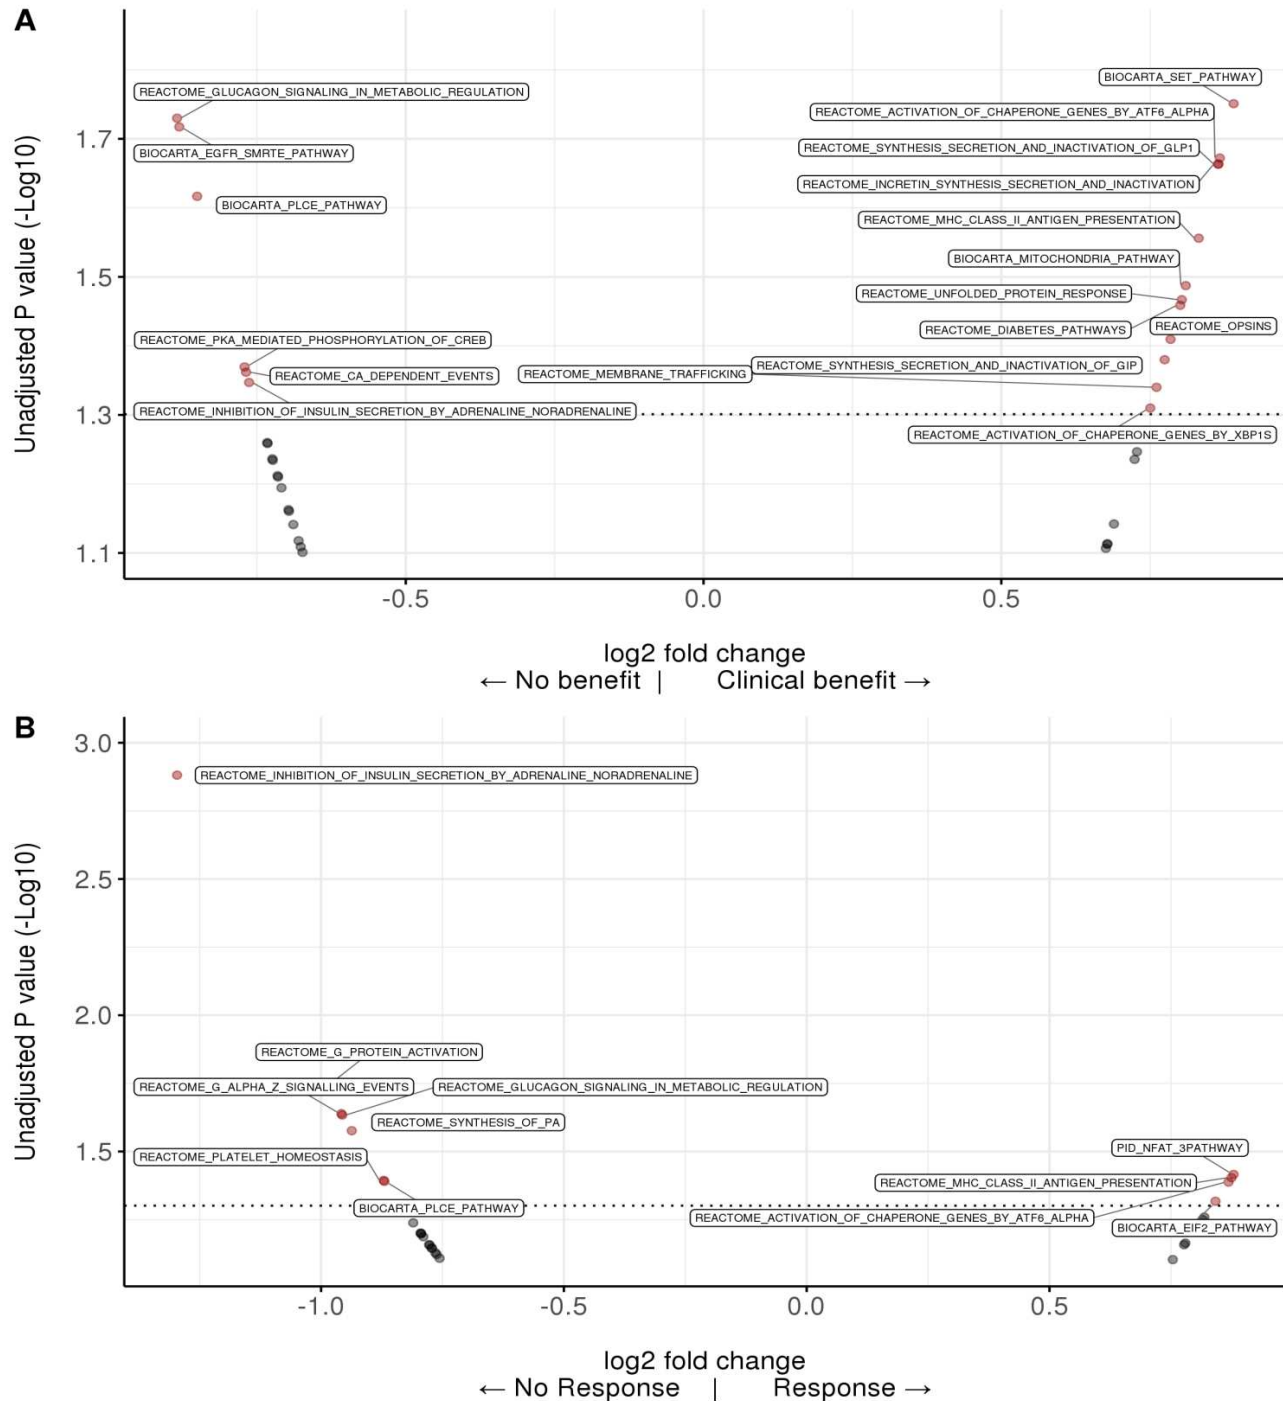 A
Unadjusted P value (-Log10)
1.7
1.5
1.3
1.1
BIOCARTA_SET_PATHWAY
REACTOME_GLUCAGON_SIGNALING_IN_METABOLIC_REGULATION
REACTOME_ACTIVATION_OF_CHAPERONE_GENES_BY_ATF6_ALPHA
REACTOME_SYNTHESIS_SECRETION_AND_INACTIVATION_OF_GLP1
BIOCARTA_EGFR_SMRTE_PATHWAY
REACTOME_INCRETIN_SYNTHESIS_SECRETION_AND_INACTIVATION
BIOCARTA_PLCE_PATHWAY
REACTOME_MHC_CLASS_II_ANTIGEN_PRESENTATION
BIOCARTA_MITOCHONDRIA_PATHWAY
REACTOME_UNFOLDED_PROTEIN_RESPONSE
REACTOME_DIABETES_PATHWAYS
REACTOME_OPSINS
REACTOME_PKA_MEDIATED_PHOSPHORYLATION_OF_CREB
REACTOME_SYNTHESIS_SECRETION_AND_INACTIVATION_OF_GIP
REACTOME_MEMBRANE_TRAFFICKING
REACTOME_CA_DEPENDENT_EVENTS
REACTOME_INHIBITION_OF_INSULIN_SECRETION_BY_ADRENALINE_NORADRENALINE
REACTOME_ACTIVATION_OF_CHAPERONE_GENES_BY_XBP1S
-0.5 0.0 0.5
log2 fold change
← No benefit | Clinical benefit →
B
Unadjusted P value (-Log10)
3.0
2.5
2.0
1.5
REACTOME_INHIBITION_OF_INSULIN_SECRETION_BY_ADRENALINE_NORADRENALINE
REACTOME_G_PROTEIN_ACTIVATION
REACTOME_G_ALPHA_Z_SIGNALLING_EVENTS
REACTOME_GLUCAGON_SIGNALING_IN_METABOLIC_REGULATION
REACTOME_SYNTHESIS_OF_PA
PID_NFAT_3PATHWAY
REACTOME_PLATELET_HOMEOSTASIS
REACTOME_MHC_CLASS_II_ANTIGEN_PRESENTATION
BIOCARTA_PLCE_PATHWAY
REACTOME_ACTIVATION_OF_CHAPERONE_GENES_BY_ATF6_ALPHA
BIOCARTA_EIF2_PATHWAY
-1.0 -0.5 0.0 0.5
log2 fold change
← No Response | Response →